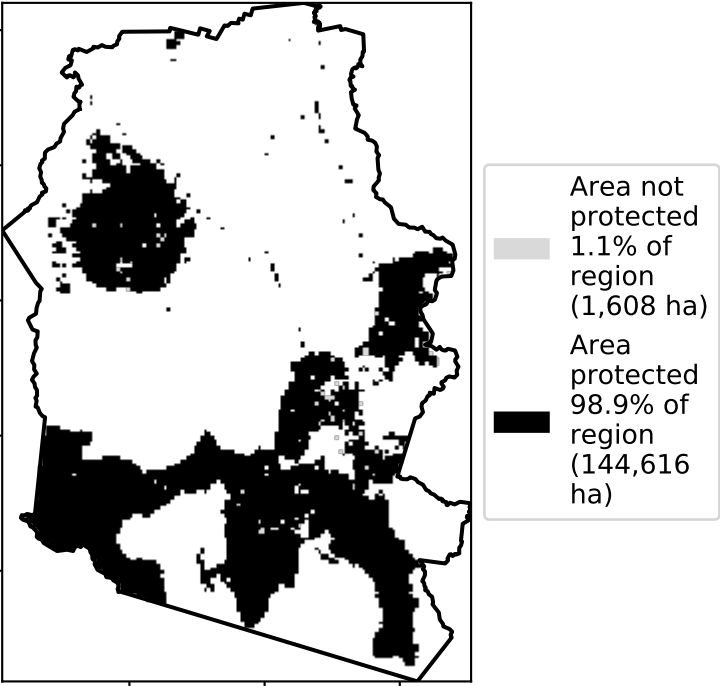 Area not
protected
1.1% of
region
(1,608 ha)
Area
protected
98.9% of
region
(144,616
ha)